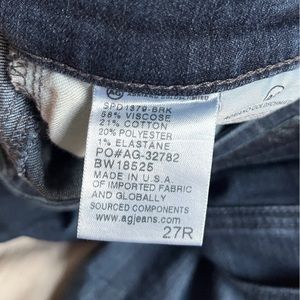 SPD1379-BRK
58% VISCOSE
21% COTTON
20% POLYESTER
1% ELASTANE
PO#AG-32782
BW18525
MADE IN U.S.A.
OF IMPORTED FABRIC
AND GLOBALLY
SOURCED COMPONENTS
www.agjeans.com
27R